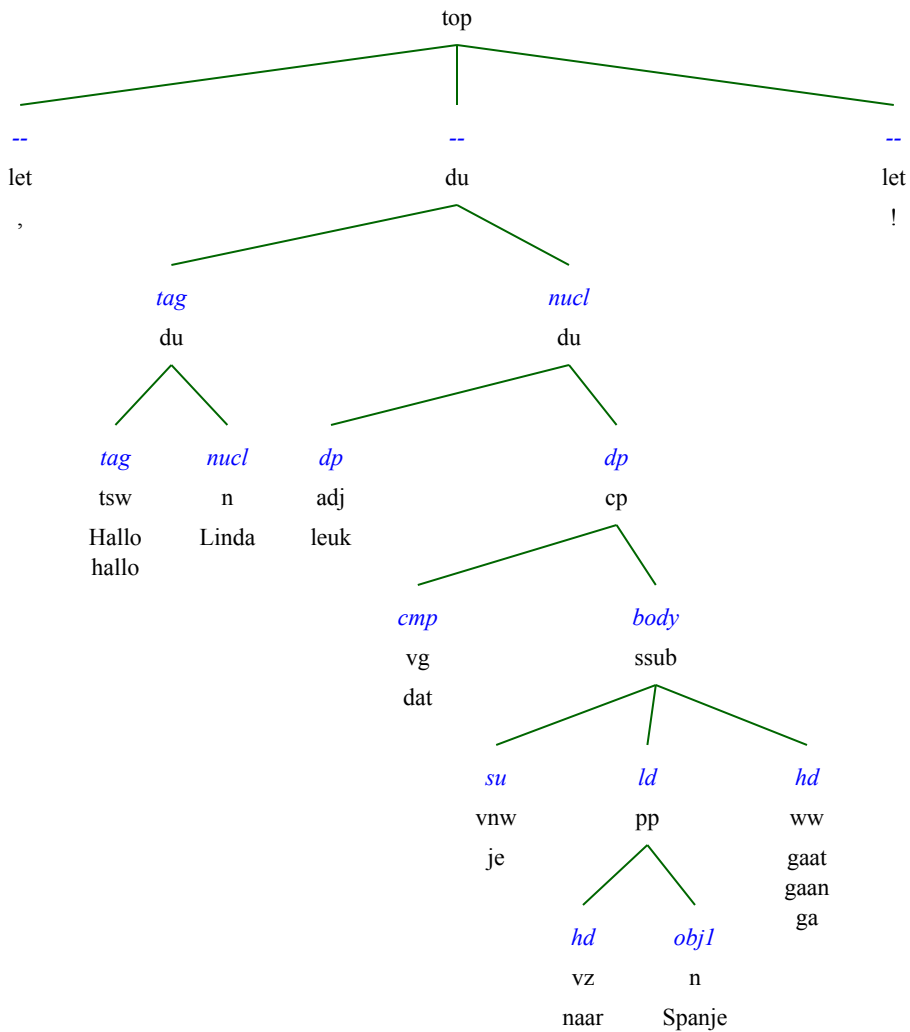 top
-- -- --
let du let
, !
tag nucl
du du
tag nucl dp dp
tsw n adj cp
Hallo Linda leuk
hallo
cmp body
vg ssub
dat
su ld hd
vnw pp ww
je gaat
gaan
ga
hd obj1
vz n
naar Spanje